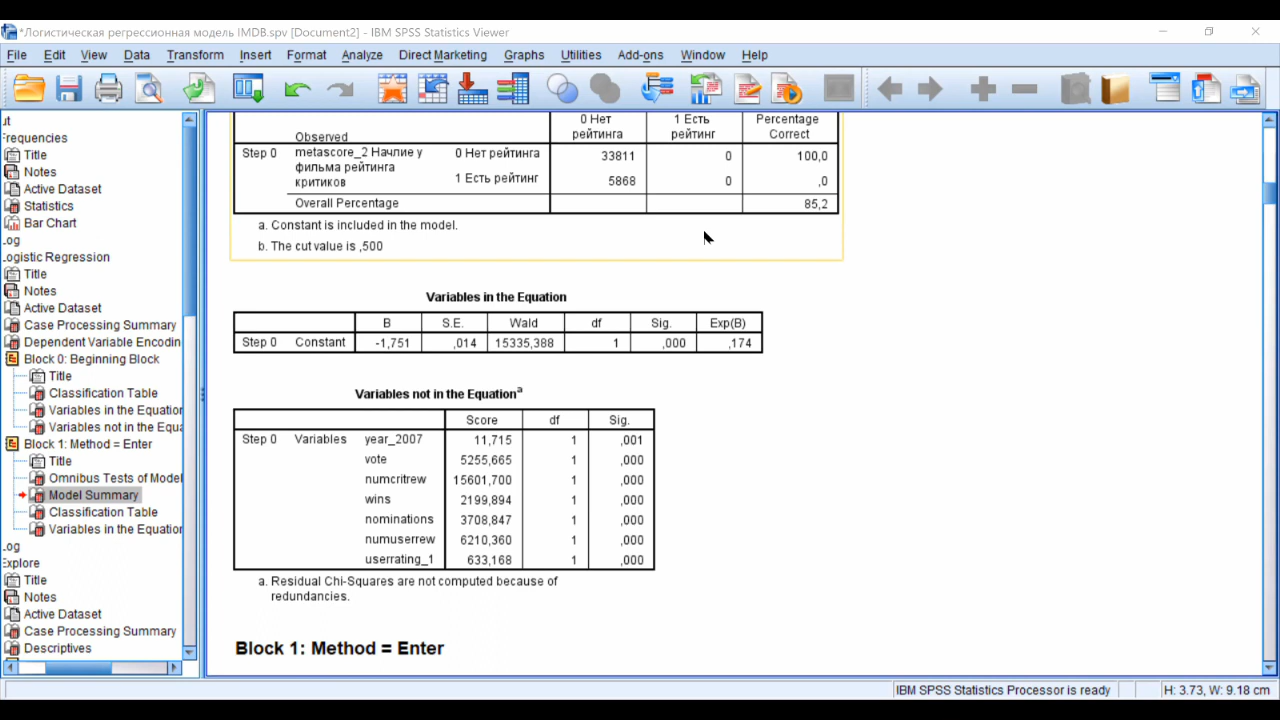 *Логистическая регрессионная модель IMDB.spv [Document2] - IBM SPSS Statistics Viewer
File Edit View Data Transform Insert Format Analyze Direct Marketing Graphs Utilities Add-ons Window Help
Frequencies
Title
Notes
Active Dataset
Statistics
Bar Chart
Log
Logistic Regression
Title
Notes
Active Dataset
Case Processing Summary
Dependent Variable Encodin
Block 0: Beginning Block
Title
Classification Table
Variables in the Equation
Variables not in the Equa
Block 1: Method = Enter
Title
Omnibus Tests of Model
Model Summary
Classification Table
Variables in the Equation
Log
Explore
Title
Notes
Active Dataset
Case Processing Summary
Descriptives
Observed 0 Нет рейтинга 1 Есть рейтинг Percentage Correct
Step 0 metascore_2 Начлие у фильма рейтинга критиков 0 Нет рейтинга 33811 0 100,0
1 Есть рейтинг 5868 0 ,0
Overall Percentage 85,2
a. Constant is included in the model.
b. The cut value is ,500
Variables in the Equation
B S.E. Wald df Sig. Exp(B)
Step 0 Constant -1,751 ,014 15335,388 1 ,000 ,174
Variables not in the Equation a
Score df Sig.
Step 0 Variables year_2007 11,715 1 ,001
vote 5255,665 1 ,000
numcritrew 15601,700 1 ,000
wins 2199,894 1 ,000
nominations 3708,847 1 ,000
numuserrew 6210,360 1 ,000
userrating_1 633,168 1 ,000
a. Residual Chi-Squares are not computed because of
redundancies.
Block 1: Method = Enter
IBM SPSS Statistics Processor is ready H: 3.73, W: 9.18 cm